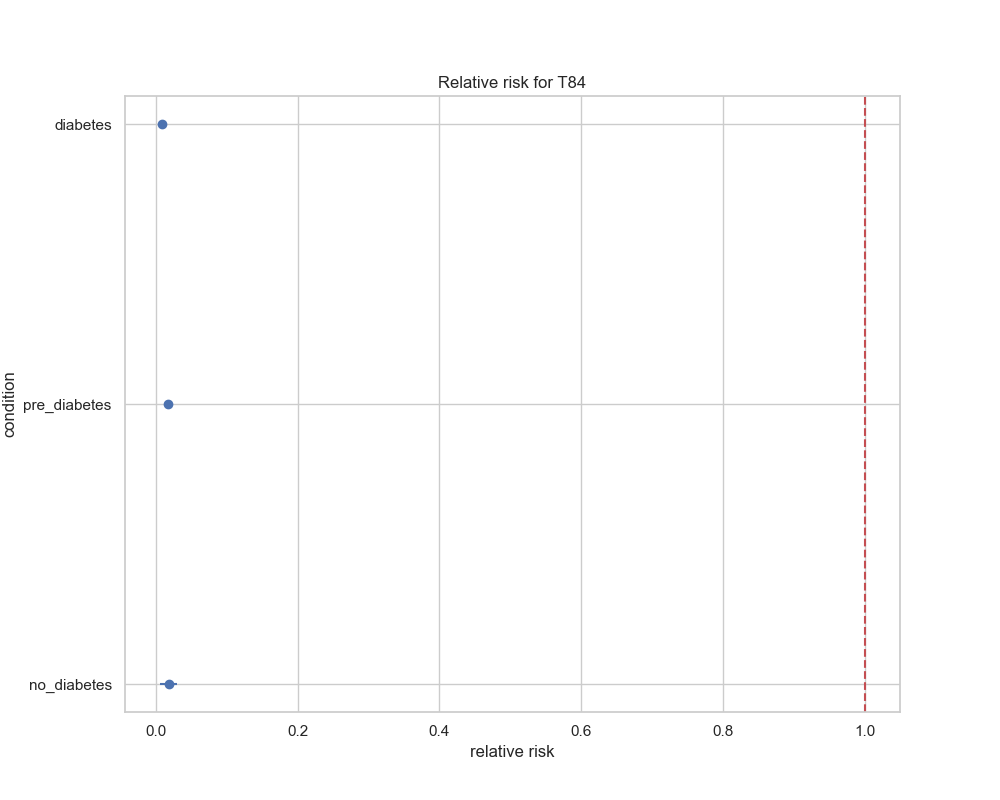 Relative risk for T84
diabetes
pre_diabetes
no_diabetes
condition
0.0 0.2 0.4 0.6 0.8 1.0
relative risk